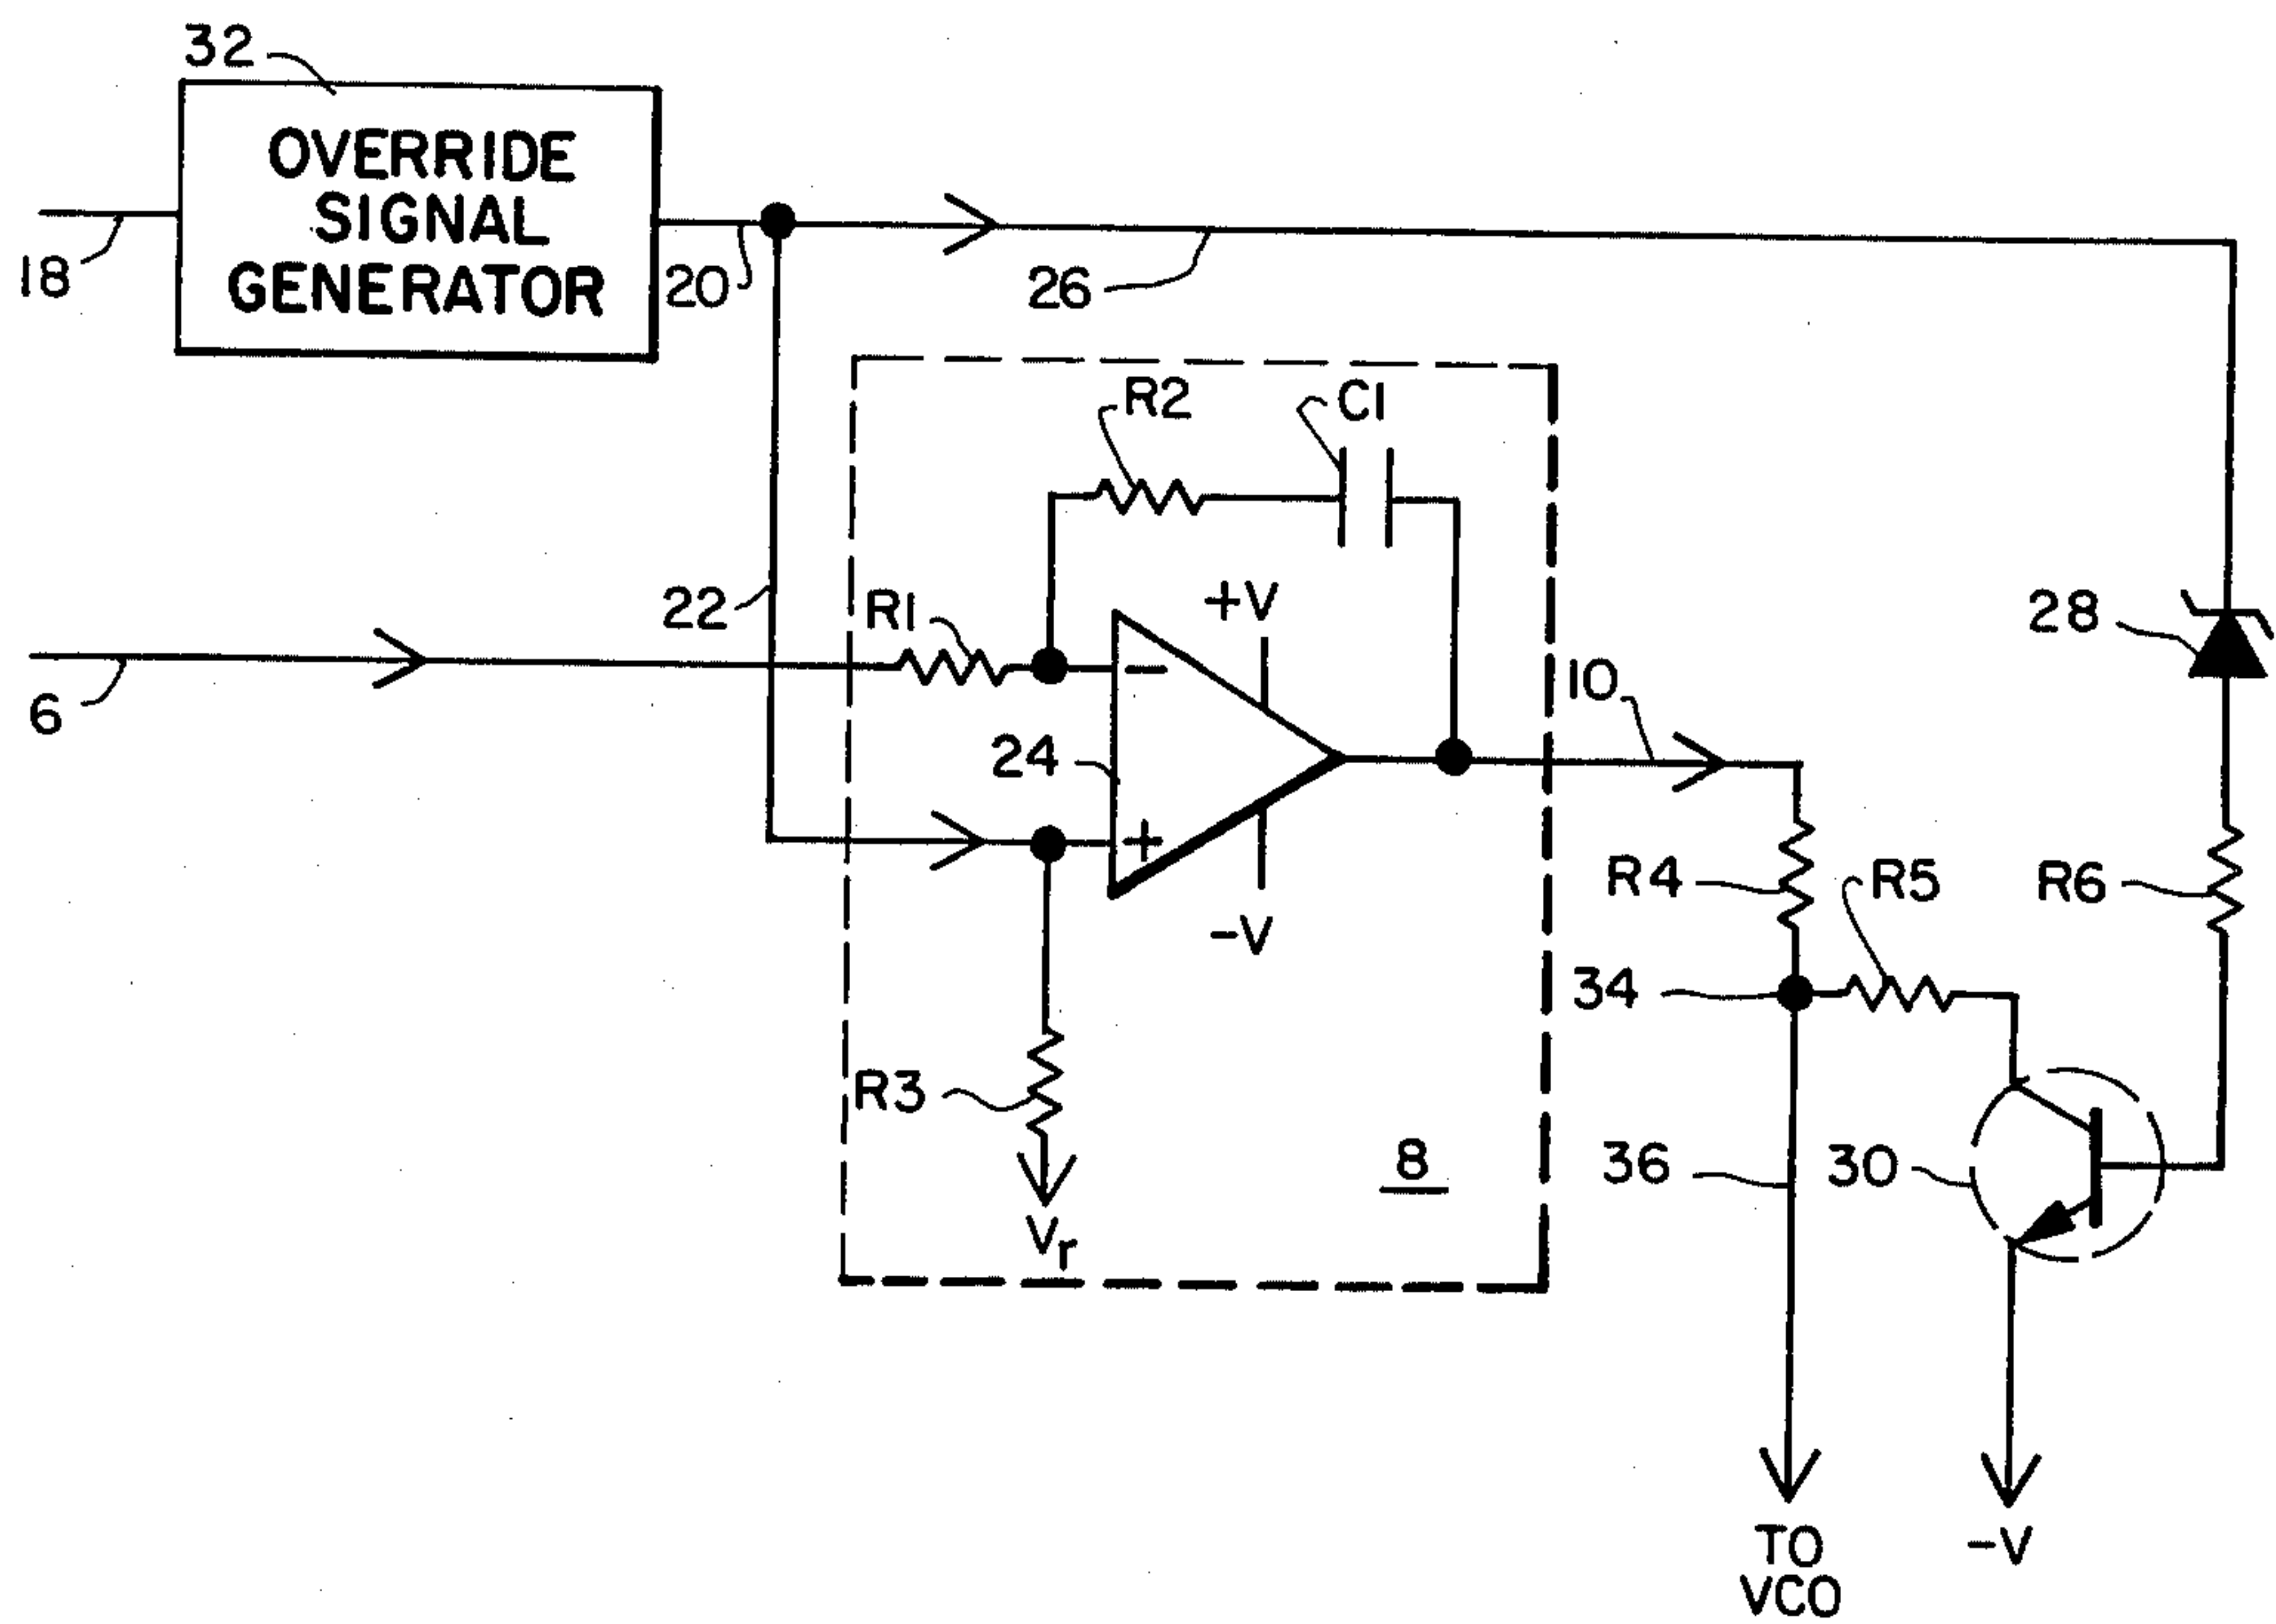 32
OVERRIDE
SIGNAL
GENERATOR
18
20
26
R2
C1
22
R1
+V
28
6
24
10
-
+
-V
R4
R5
R6
34
R3
8
36
30
Vr
TO
VCO
-V